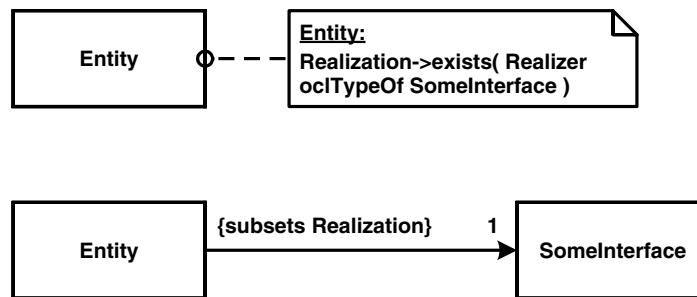 Entity
Entity:
Realization->exists( Realizer
oclTypeOf SomeInterface )
Entity
{subsets Realization}
1
SomeInterface